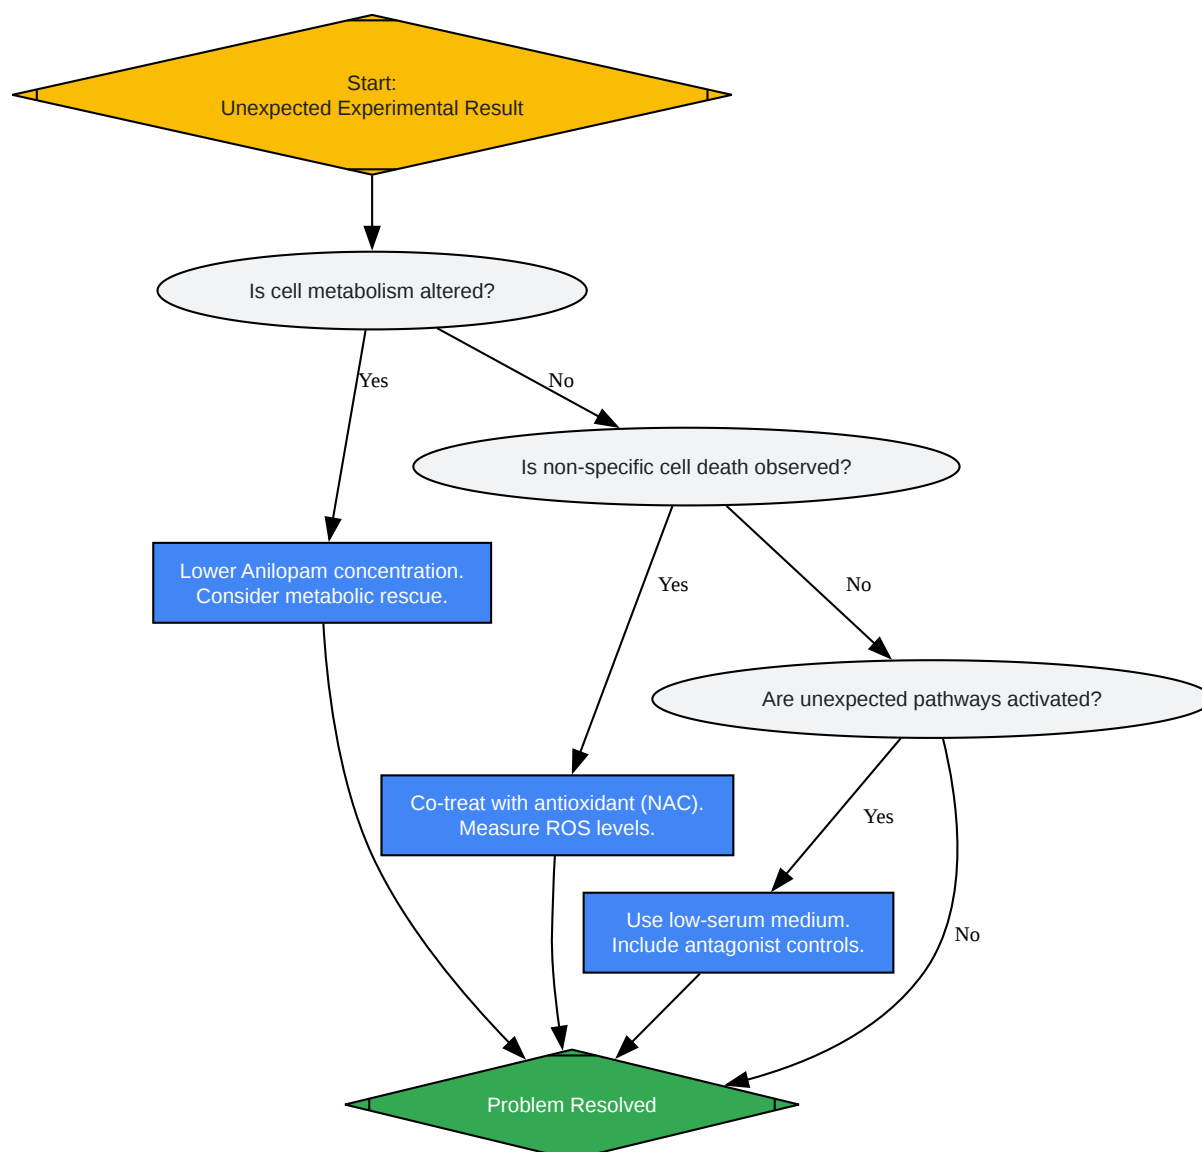 Start:
Unexpected Experimental Result
Is cell metabolism altered?
Yes
No
Is non-specific cell death observed?
Lower Anilopam concentration.
Consider metabolic rescue.
Yes
No
Are unexpected pathways activated?
Co-treat with antioxidant (NAC).
Measure ROS levels.
Yes
Use low-serum medium.
Include antagonist controls.
No
Problem Resolved